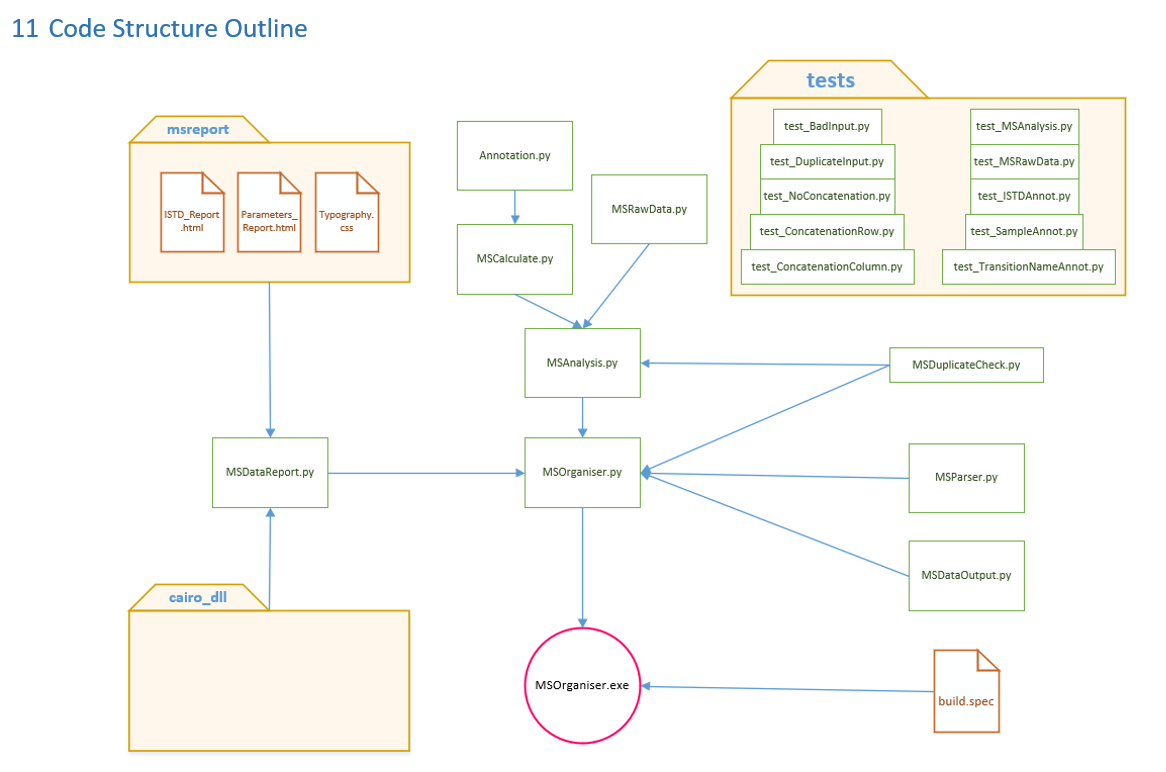 11 Code Structure Outline
tests
msreport
test_BadInput.py
test_MSAnalysis.py
test_DuplicateInput.py
test_MSRawData.py
test_NoConcatenation.py
test_ISTDAnnot.py
test_ConcatenationRow.py
test_SampleAnnot.py
test_ConcatenationColumn.py
test_TransitionNameAnnot.py
ISTD_Report
.html
Parameters_
Report.html
Typography.
css
Annotation.py
MSRawData.py
MSCalculate.py
MSAnalysis.py
MSDuplicateCheck.py
MSDataReport.py
MSOrganiser.py
MSParser.py
MSDataOutput.py
cairo_dll
MSOrganiser.exe
build.spec